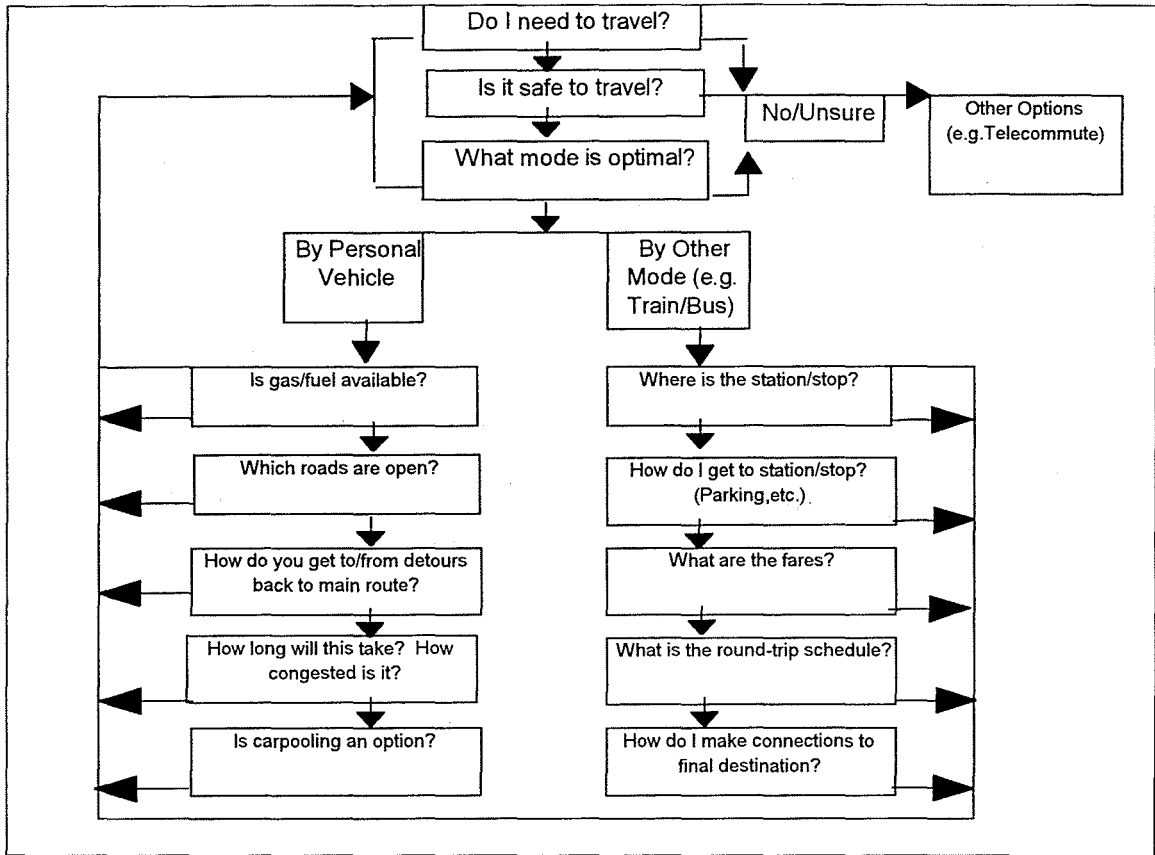 Do I need to travel?
Is it safe to travel?
No/Unsure
Other Options
(e.g.Telecommute)
What mode is optimal?
By Personal
Vehicle
By Other
Mode (e.g.
Train/Bus)
Is gas/fuel available?
Which roads are open?
How do you get to/from detours
back to main route?
How long will this take?  How
congested is it?
Is carpooling an option?
Where is the station/stop?
How do I get to station/stop?
(Parking,etc.)
What are the fares?
What is the round-trip schedule?
How do I make connections to
final destination?